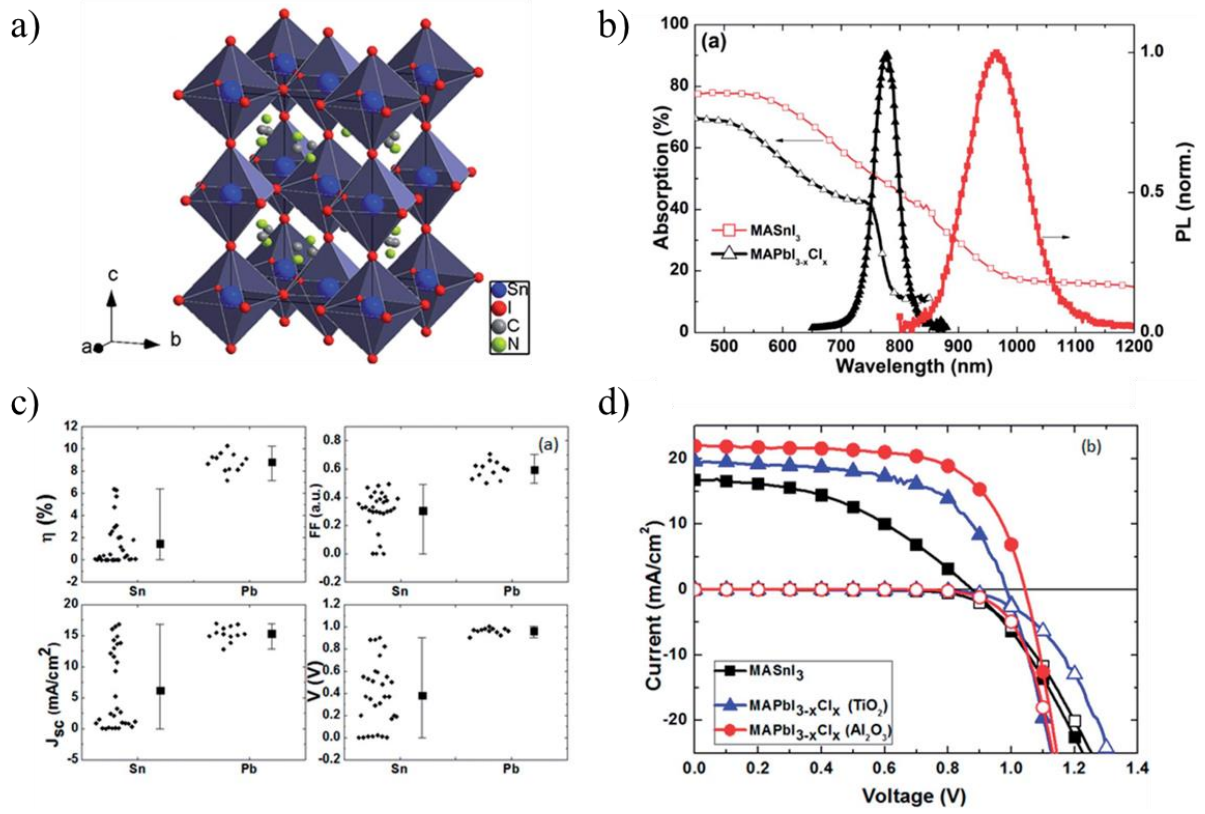 a)
c
a
b
Sn
I
C
N
b)
(a)
Absorption (%)
90
80
70
60
50
40
30
20
10
0
MASnI₃
MAPbI₃₋ₓClₓ
500 600 700 800 900 1000 1100 1200
Wavelength (nm)
1.0
0.5
0.0
PL (norm.)
c)
η (%)
12
10
8
6
4
2
0
-2
Sn Pb
(a)
FF (a.u.)
0.8
0.6
0.4
0.2
0.0
-0.2
Sn Pb
Jsc (mA/cm²)
20
15
10
5
0
-5
Sn Pb
V (V)
1.2
1.0
0.8
0.6
0.4
0.2
0.0
-0.2
Sn Pb
d)
(b)
Current (mA/cm²)
20
10
0
-10
-20
MASnI₃
MAPbI₃₋ₓClₓ (TiO₂)
MAPbI₃₋ₓClₓ (Al₂O₃)
0.0 0.2 0.4 0.6 0.8 1.0 1.2 1.4
Voltage (V)